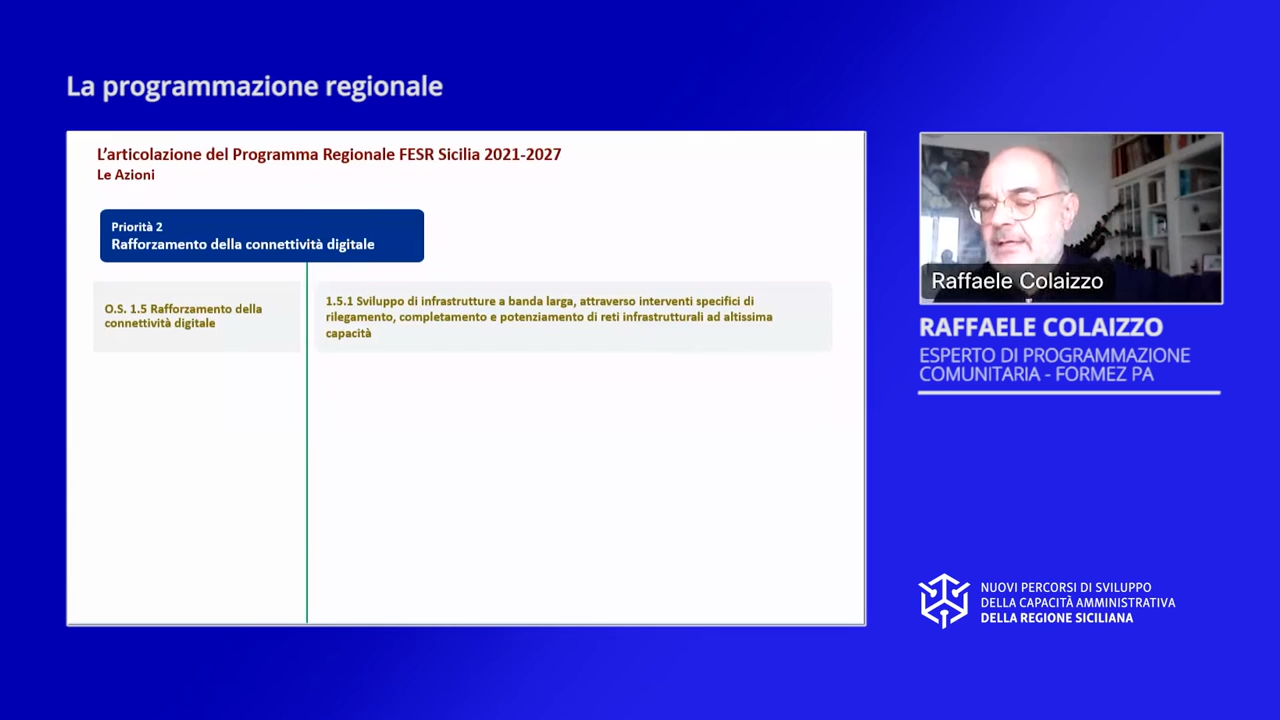 La programmazione regionale
L'articolazione del Programma Regionale FESR Sicilia 2021-2027
Le Azioni
Priorità 2
Rafforzamento della connettività digitale
O.S. 1.5 Rafforzamento della
connettività digitale
1.5.1 Sviluppo di infrastrutture a banda larga, attraverso interventi specifici di
rilegamento, completamento e potenziamento di reti infrastrutturali ad altissima
capacità
Raffaele Colaizzo
RAFFAELE COLAIZZO
ESPERTO DI PROGRAMMAZIONE
COMUNITARIA - FORMEZ PA
NUOVI PERCORSI DI SVILUPPO
DELLA CAPACITÀ AMMINISTRATIVA
DELLA REGIONE SICILIANA